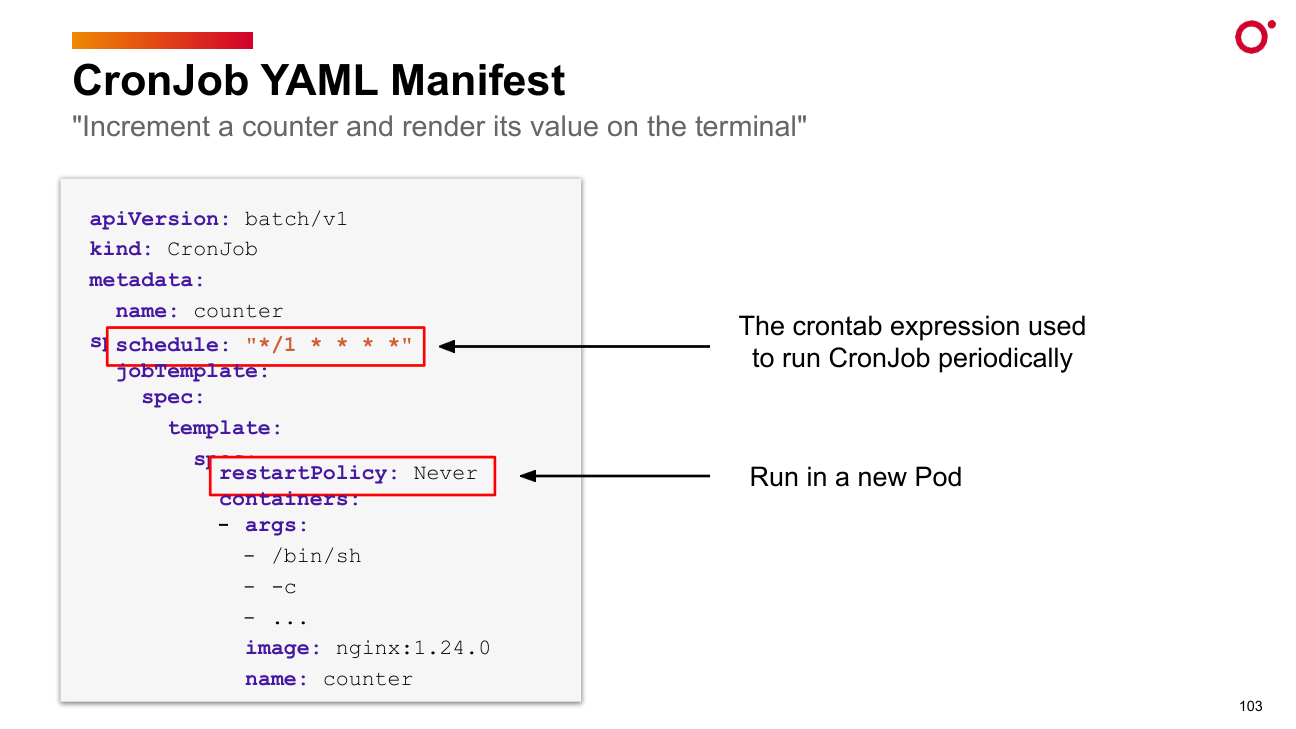 CronJob YAML Manifest
"Increment a counter and render its value on the terminal"
apiVersion: batch/v1
kind: CronJob
metadata:
  name: counter
spec:
  schedule: "*/1 * * * *"
  jobTemplate:
    spec:
      template:
        spec:
          restartPolicy: Never
          containers:
          - args:
            - /bin/sh
            - -c
            - ...
            image: nginx:1.24.0
            name: counter
The crontab expression used
to run CronJob periodically
Run in a new Pod
103